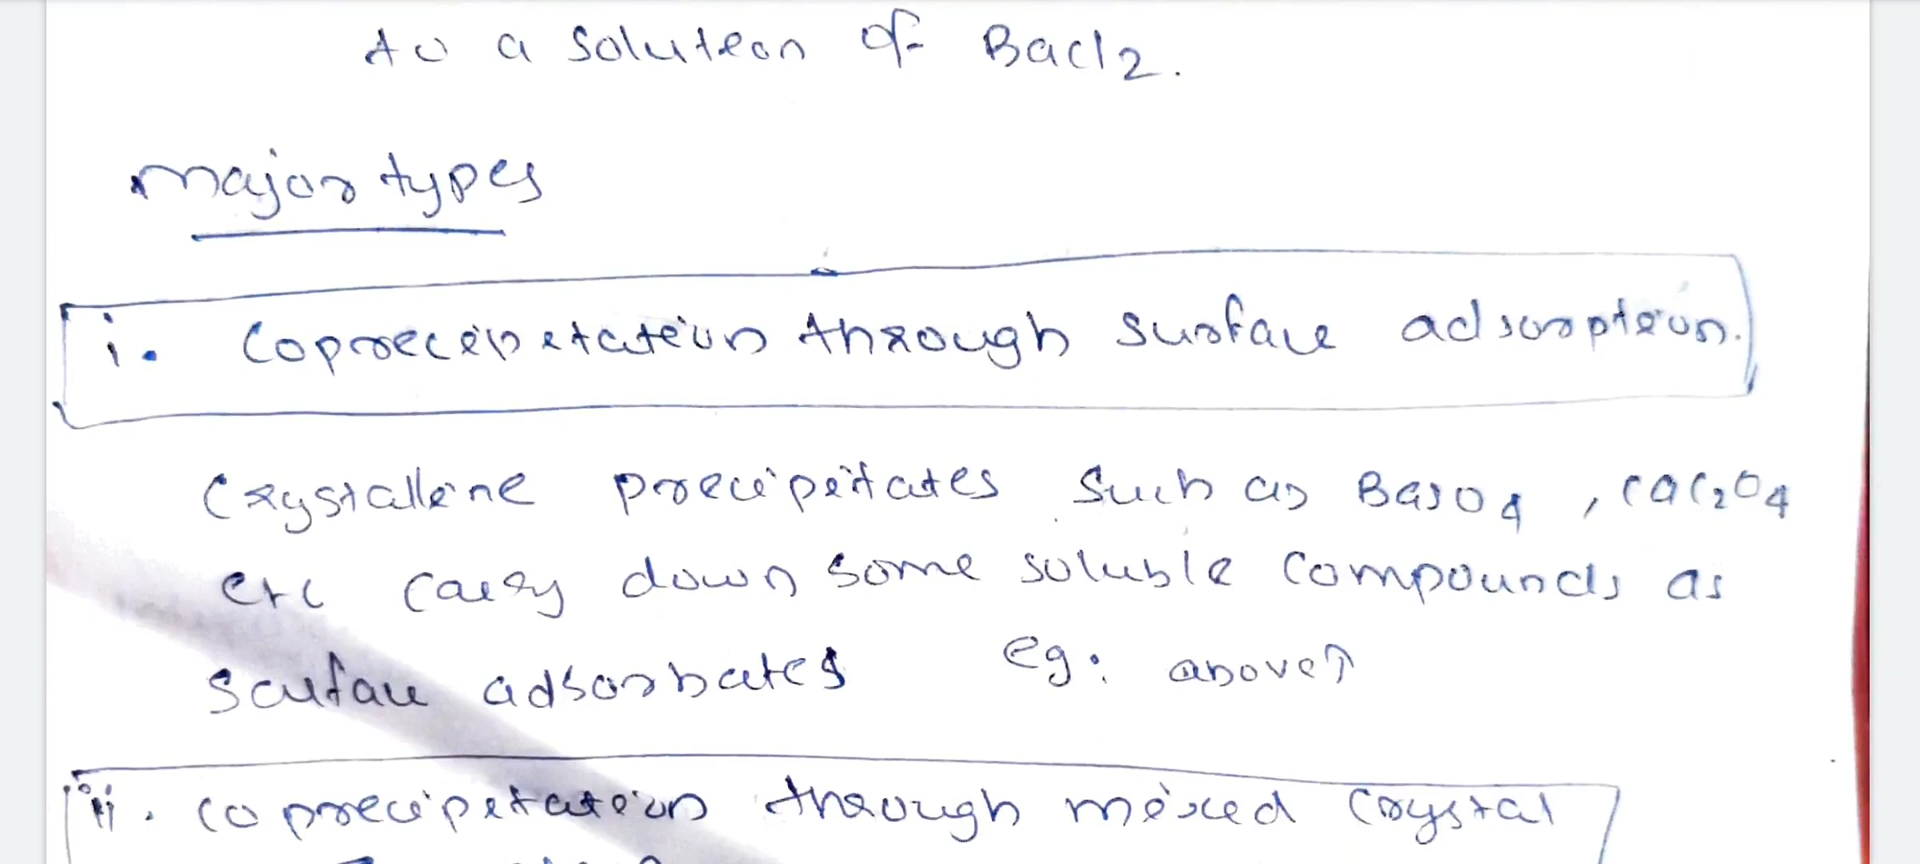 to a solution of BaCl2.
Major types
i. Coprecipitation through surface adsorption.
Crystalline precipitates such as BaSO4, CaC2O4
etc carry down some soluble compounds as
surface adsorbates eg: above↑
ii. Coprecipitation through mixed crystal